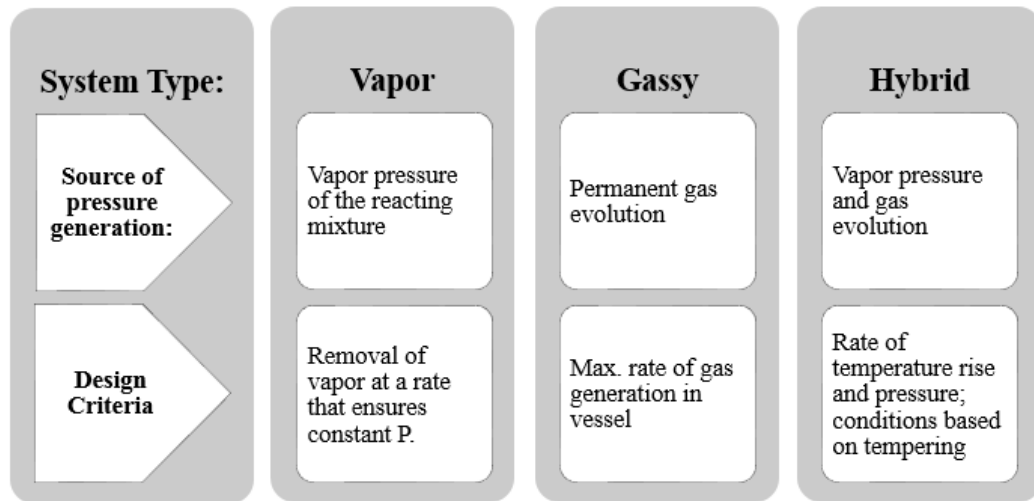 System Type:
Vapor
Gassy
Hybrid
Source of
pressure
generation:
Vapor pressure
of the reacting
mixture
Permanent gas
evolution
Vapor pressure
and gas
evolution
Design
Criteria
Removal of
vapor at a rate
that ensures
constant P.
Max. rate of gas
generation in
vessel
Rate of
temperature rise
and pressure;
conditions based
on tempering